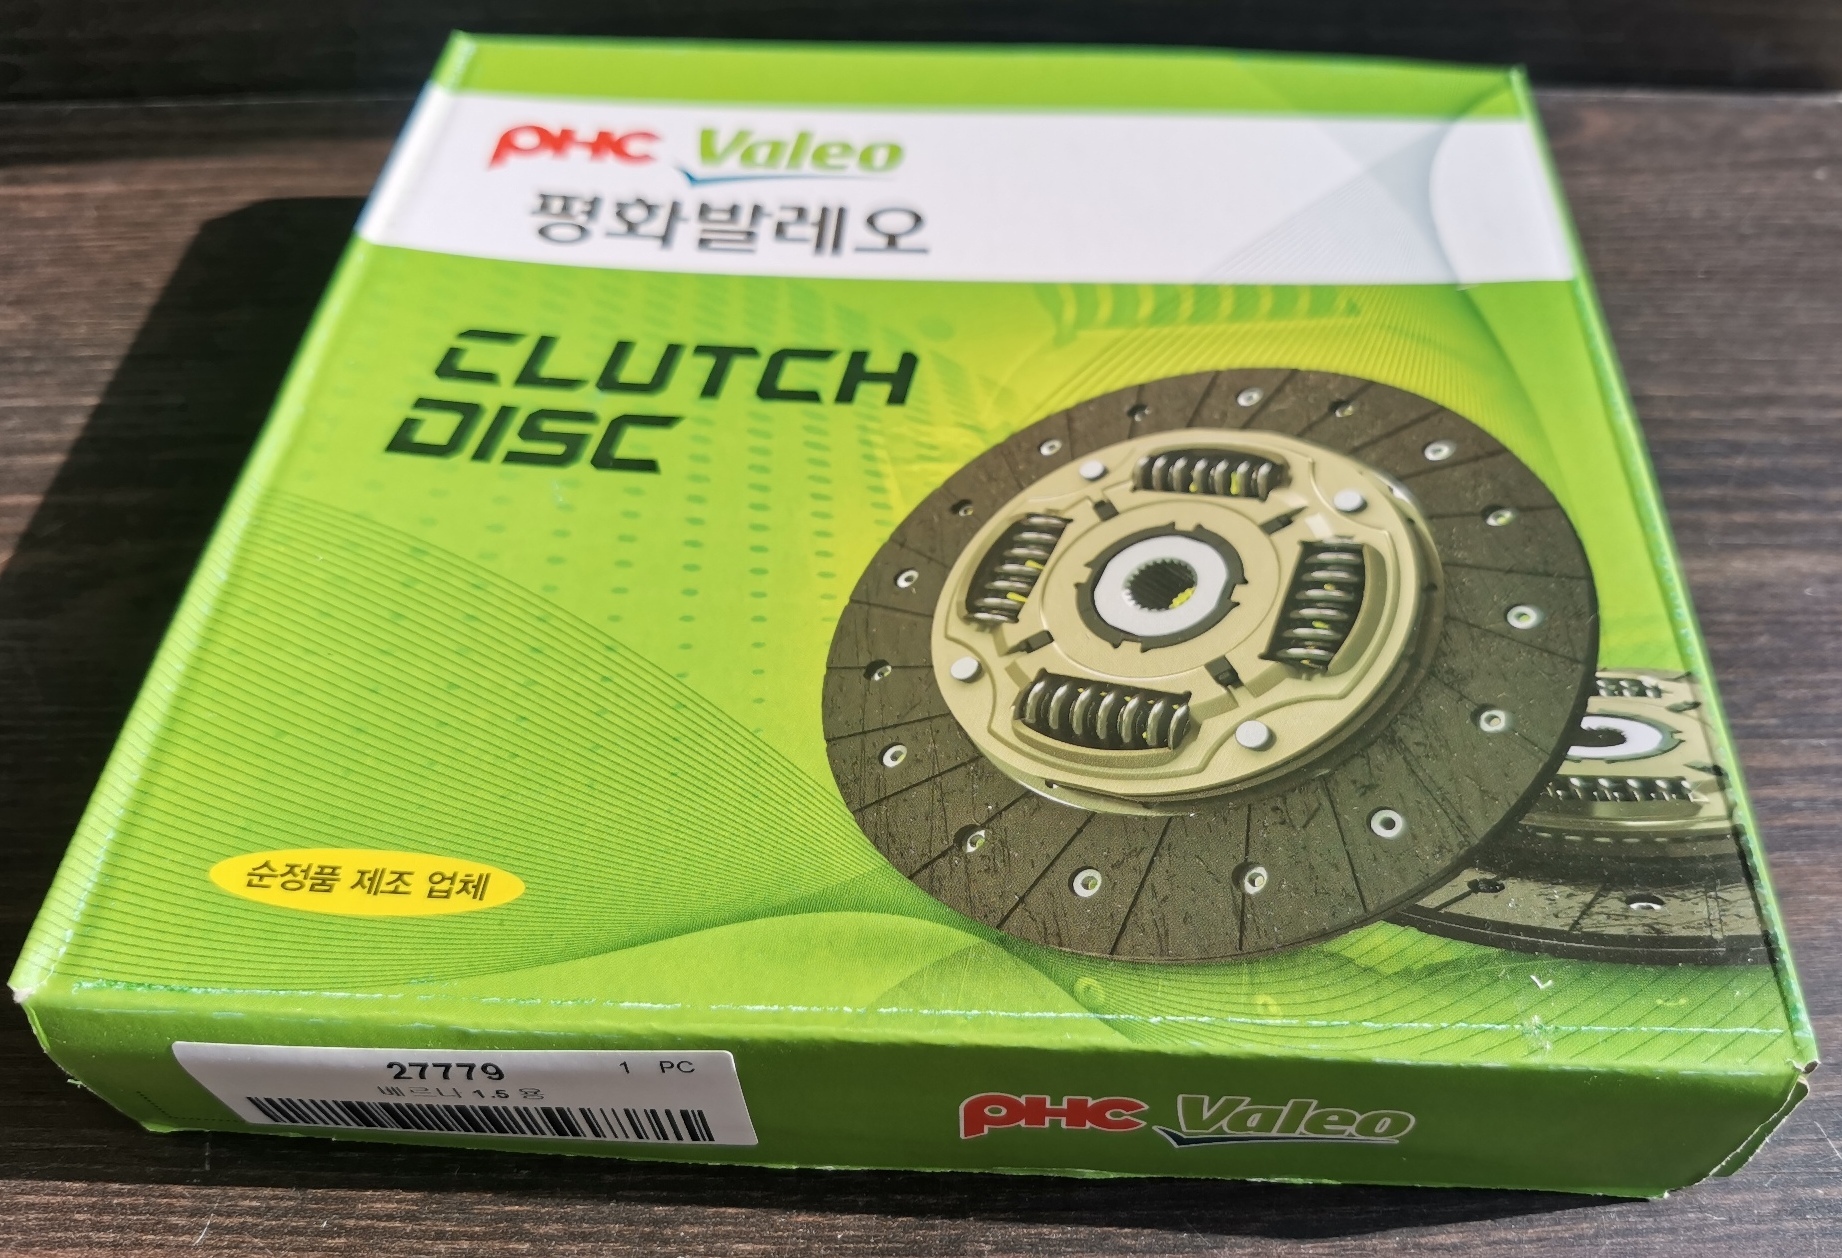 PHC Valeo
평화발레오
CLUTCH
DISC
순정품 제조 업체
27779 1 PC
베르나 1.5 용
PHC Valeo